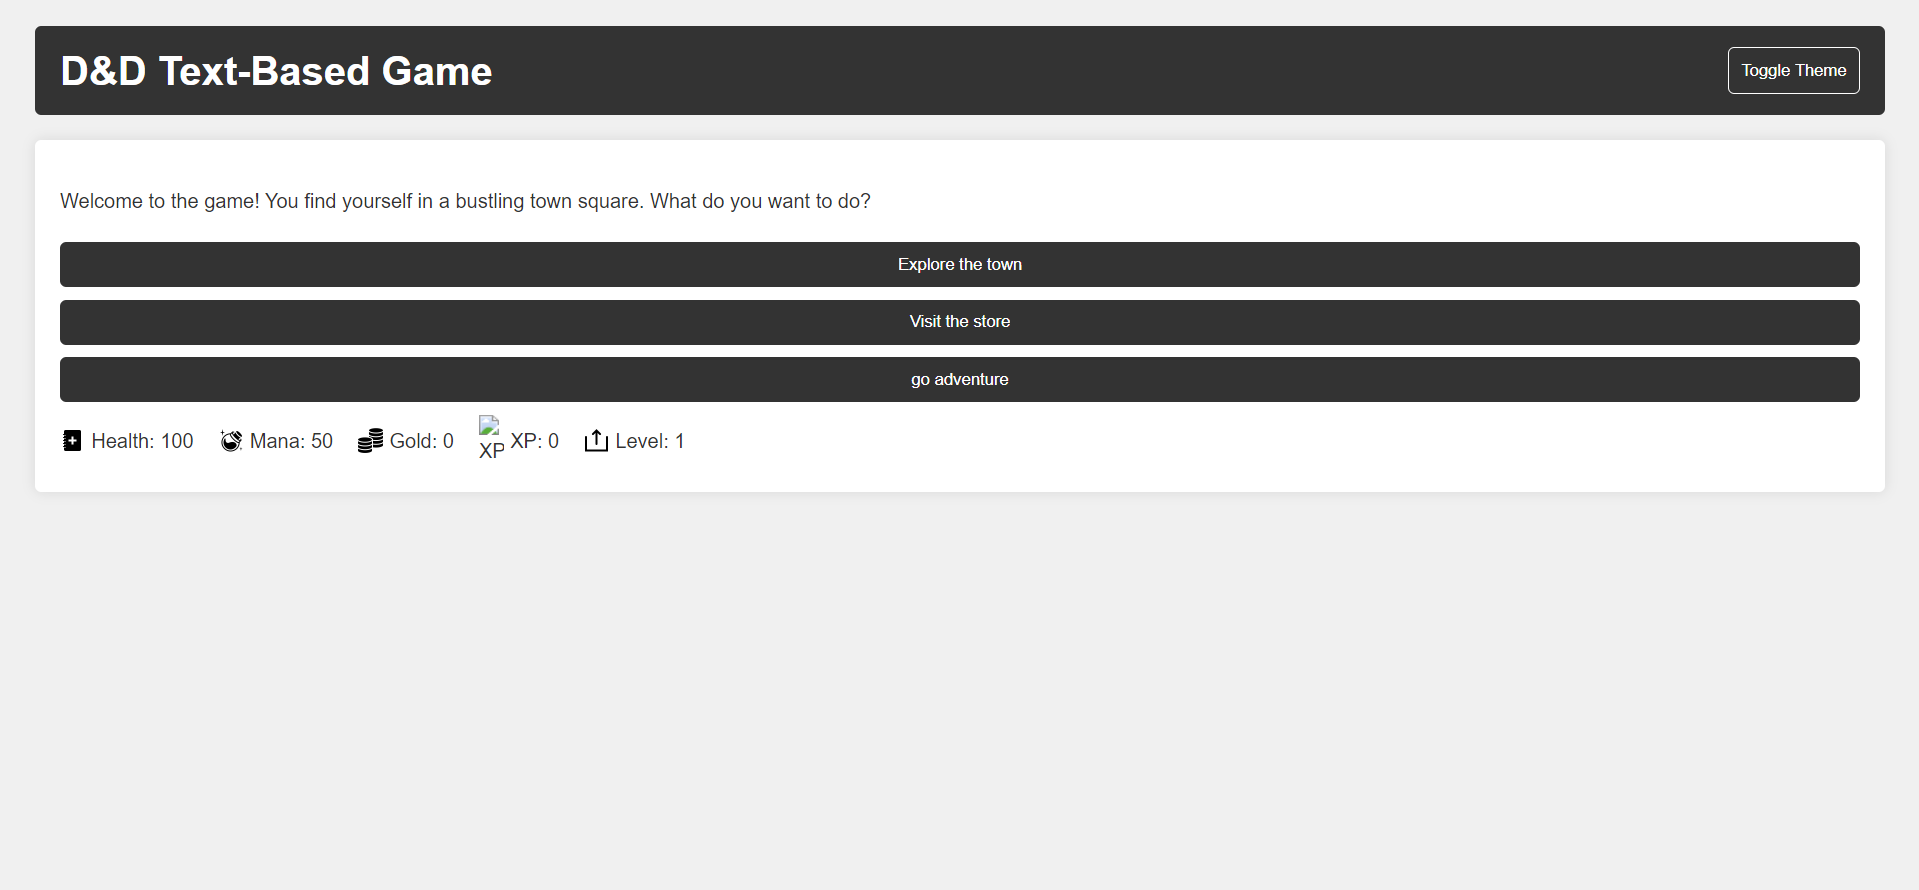 D&D Text-Based Game
Toggle Theme
Welcome to the game! You find yourself in a bustling town square. What do you want to do?
Explore the town
Visit the store
go adventure
Health: 100 Mana: 50 Gold: 0 XP XP: 0 Level: 1